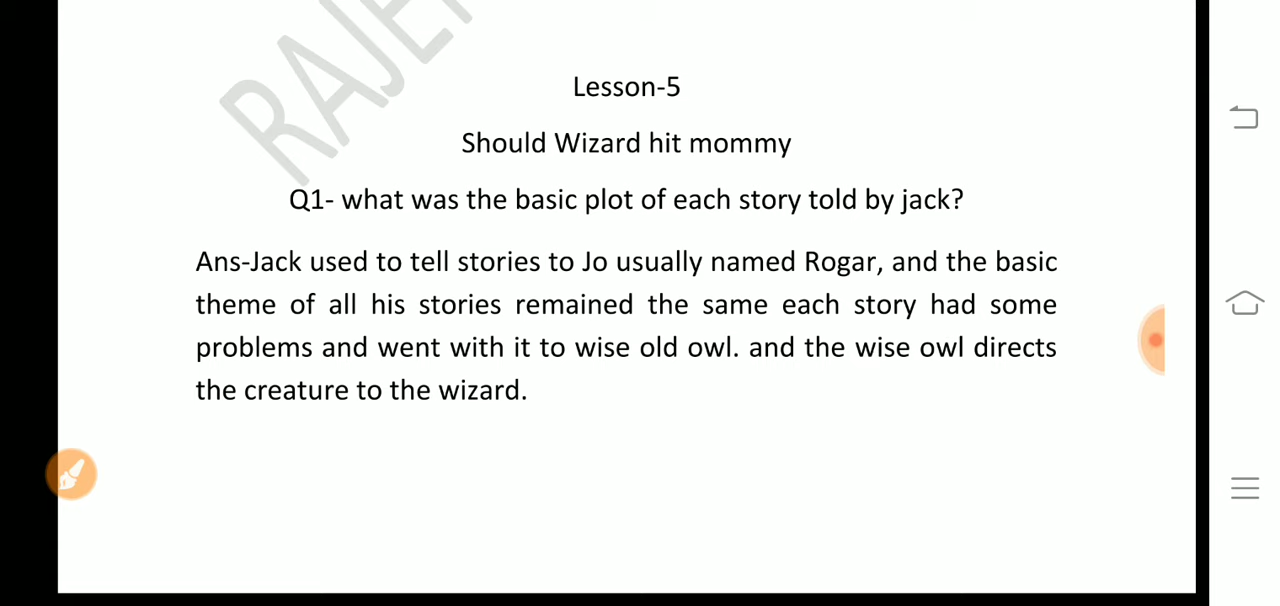 RAJE
Lesson-5
Should Wizard hit mommy
Q1- what was the basic plot of each story told by jack?
Ans-Jack used to tell stories to Jo usually named Rogar, and the basic
theme of all his stories remained the same each story had some
problems and went with it to wise old owl. and the wise owl directs
the creature to the wizard.